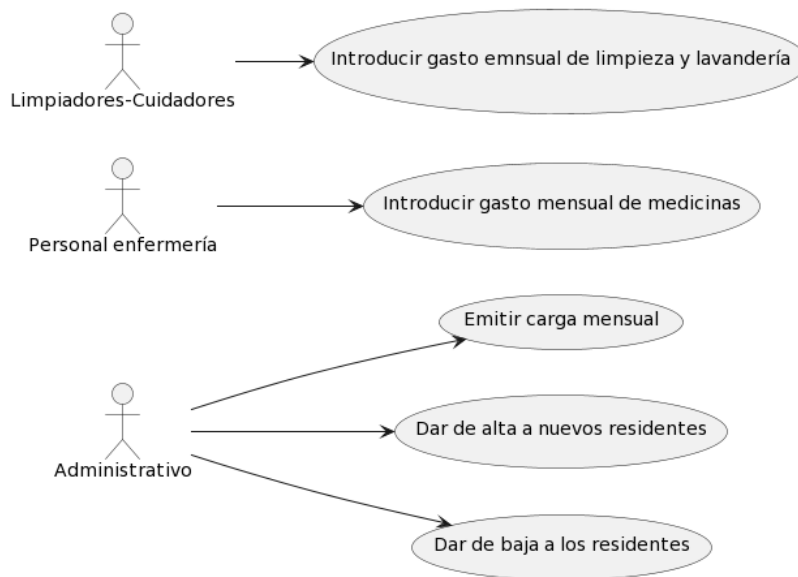 Introducir gasto emnsual de limpieza y lavandería
Limpiadores-Cuidadores
Introducir gasto mensual de medicinas
Personal enfermería
Emitir carga mensual
Dar de alta a nuevos residentes
Administrativo
Dar de baja a los residentes